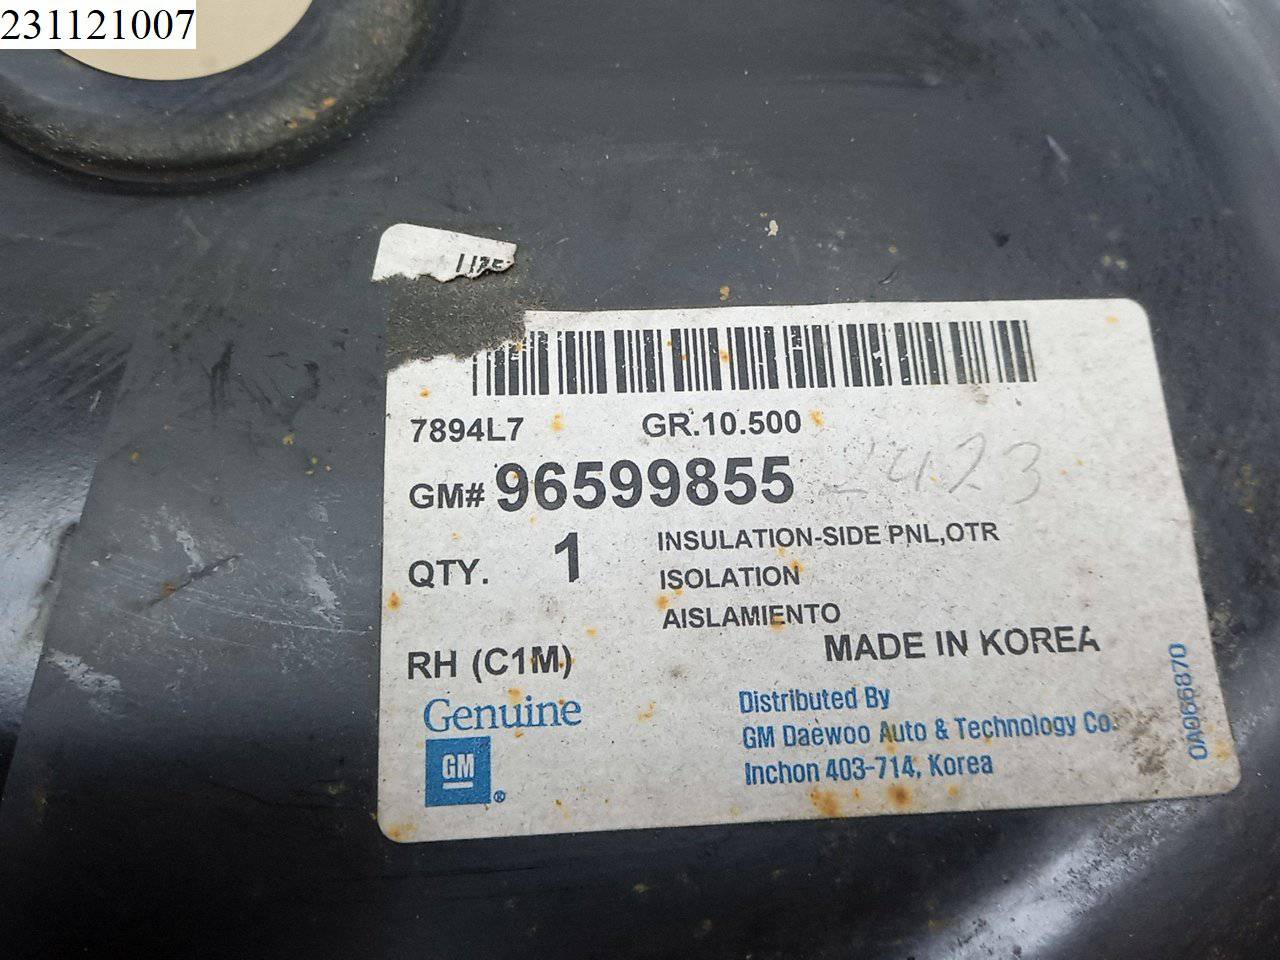 231121007
7894L7 GR.10.500
GM# 96599855 2423
QTY. 1 INSULATION-SIDE PNL,OTR
ISOLATION
AISLAMIENTO
RH (C1M) MADE IN KOREA
Genuine
GM®
Distributed By
GM Daewoo Auto & Technology Co.
Inchon 403-714, Korea
0A066870